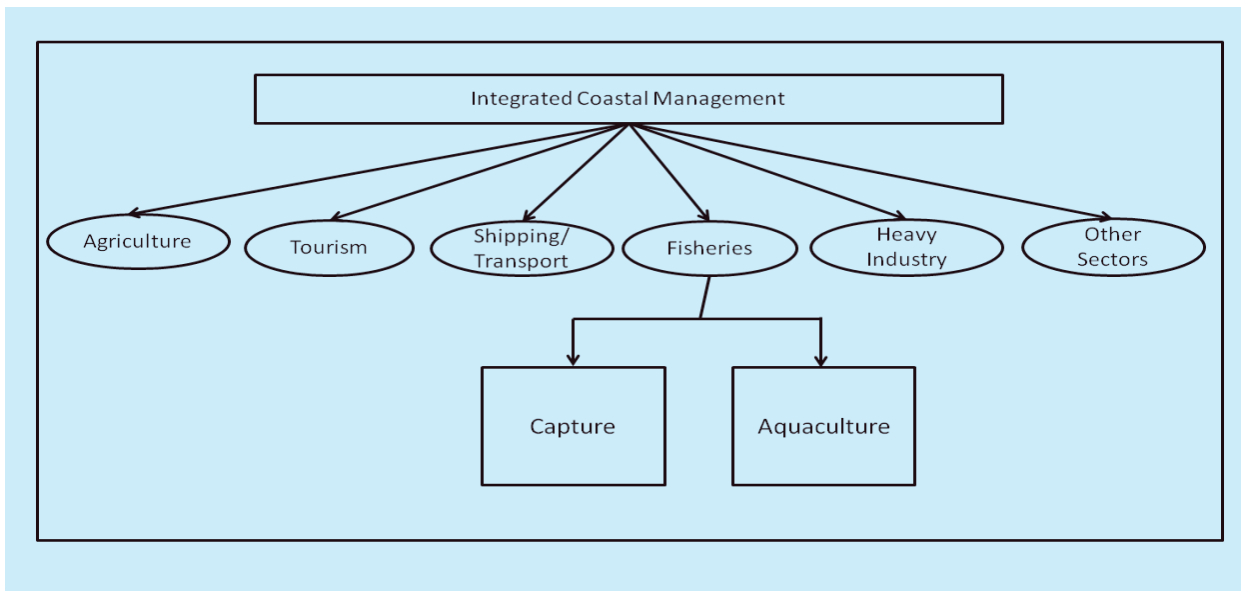 Integrated Coastal Management
Agriculture
Tourism
Shipping/
Transport
Fisheries
Heavy
Industry
Other
Sectors
Capture
Aquaculture